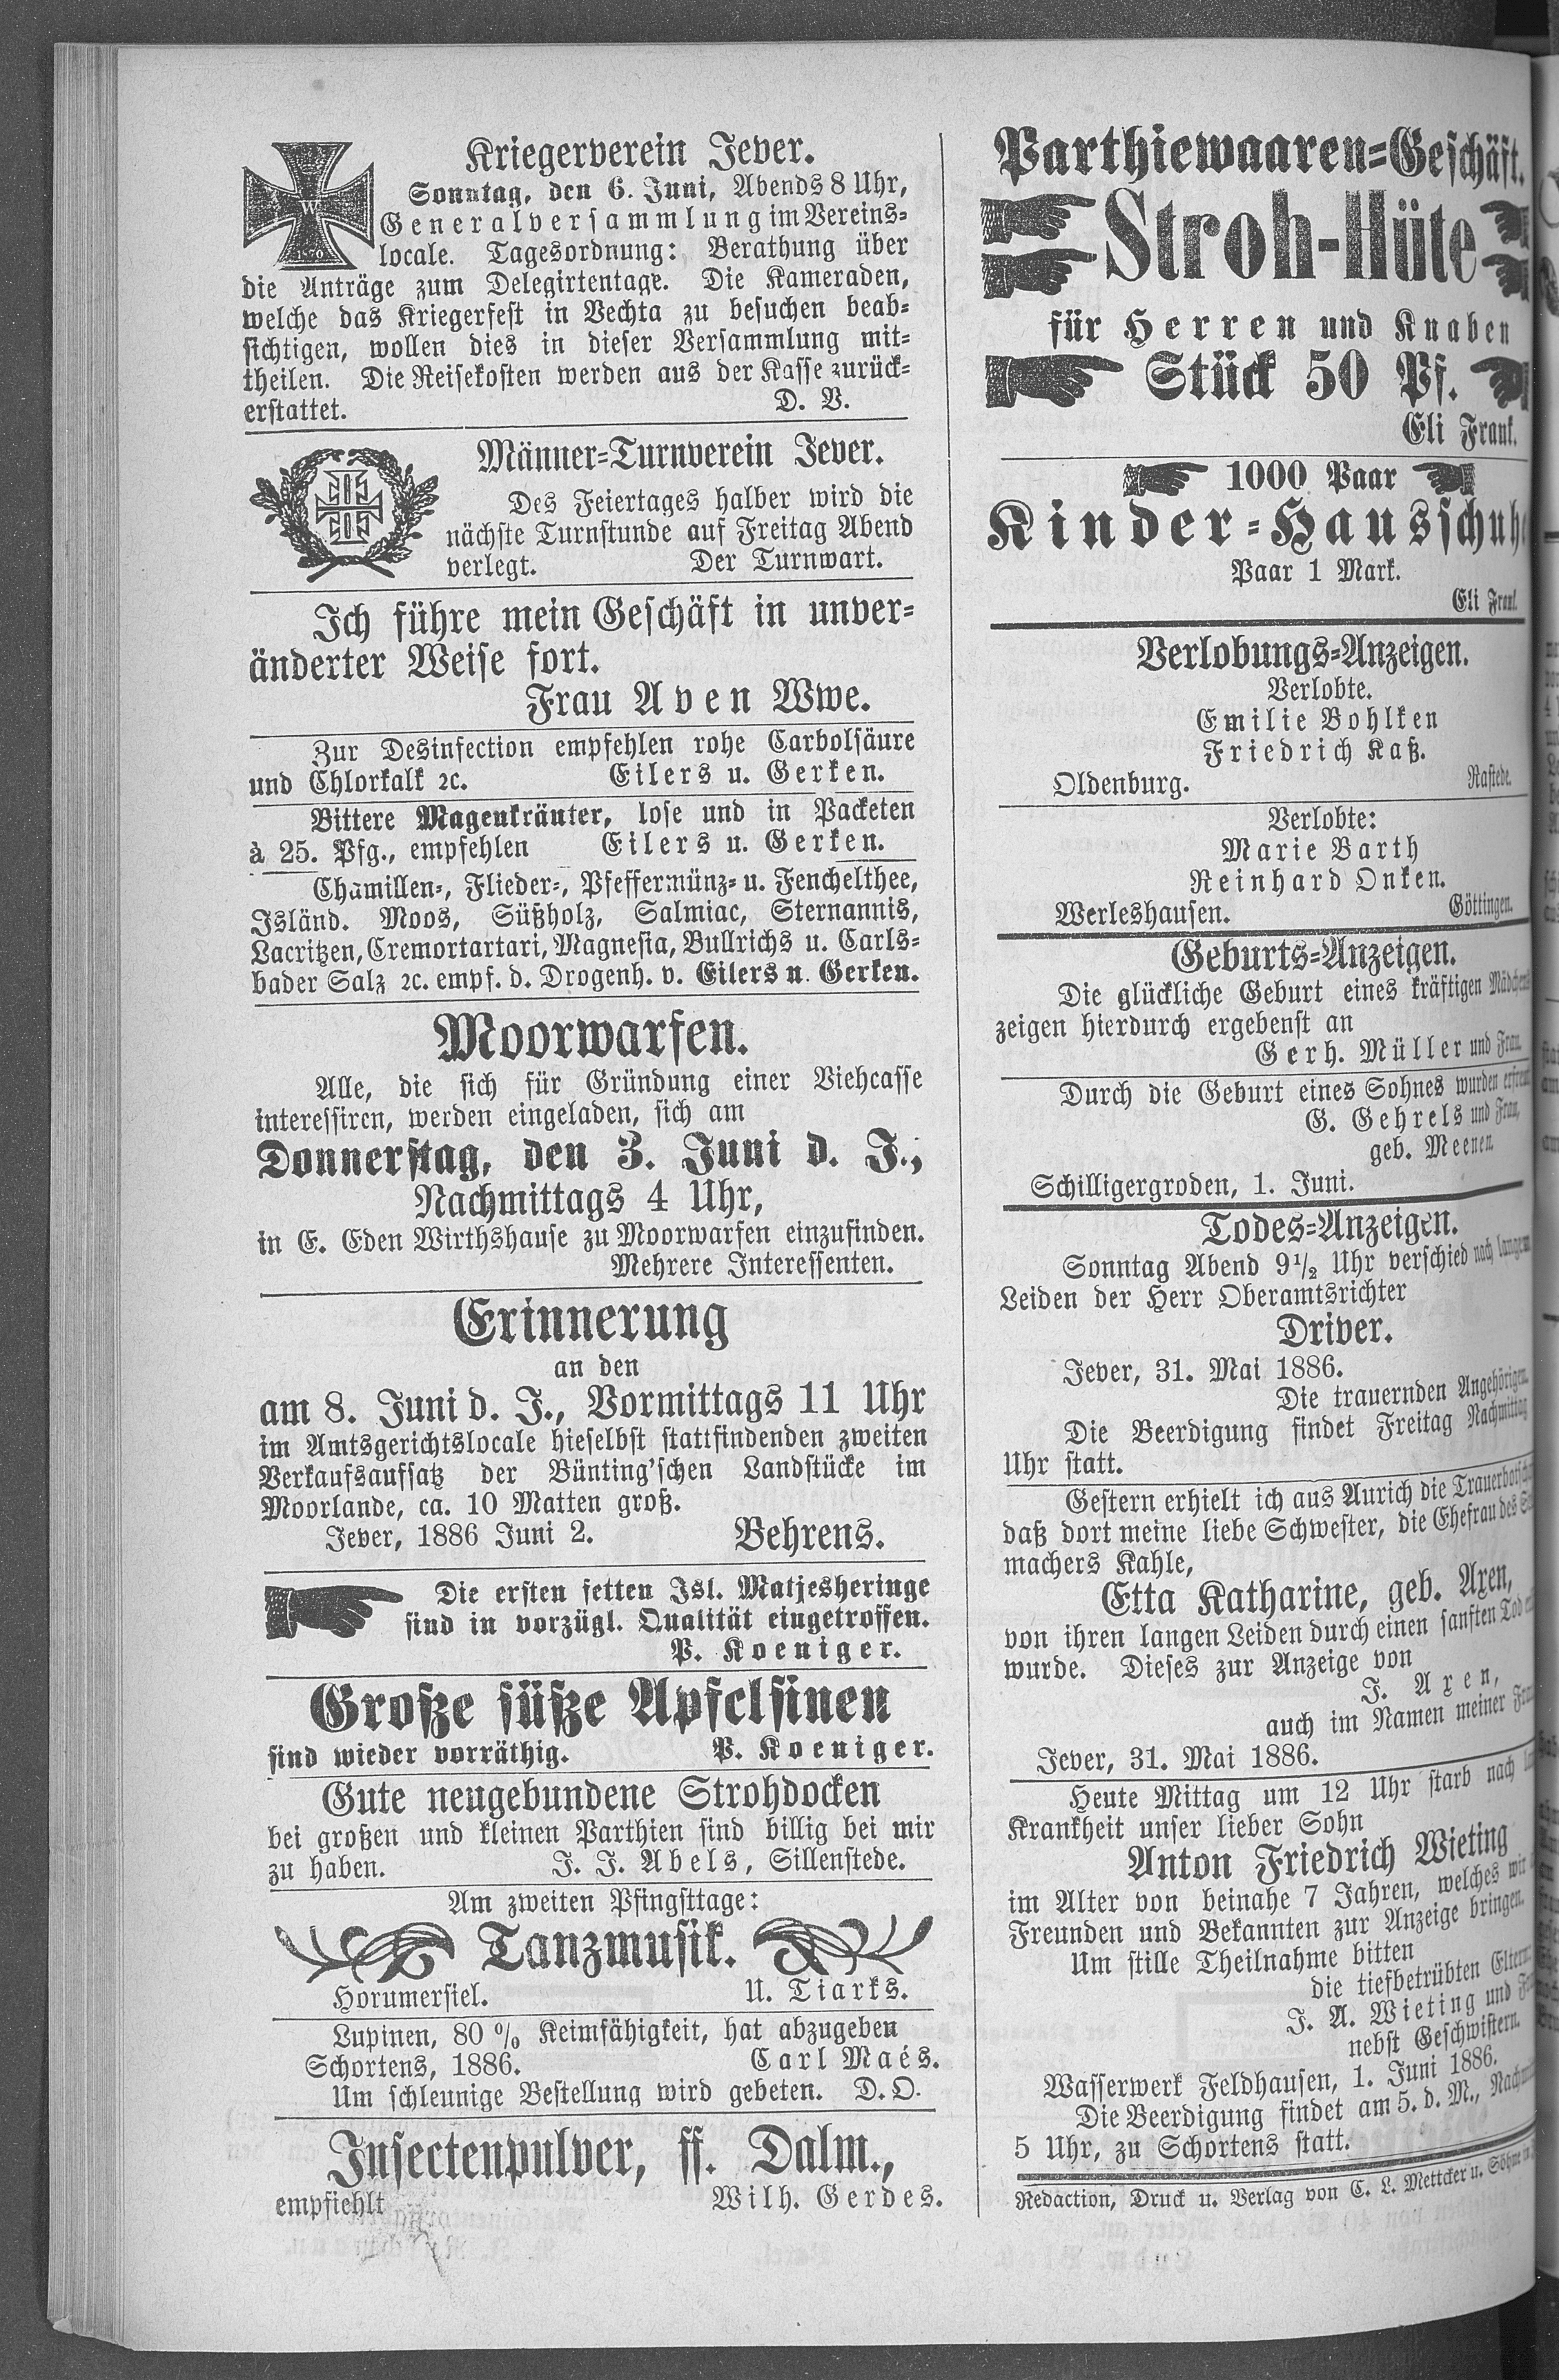 Kriegerverein Jever.
Sonntag, den 6. Juni, Abends 8 Uhr,
Generalversammlung im Vereins-
locale. Tagesordnung: Berathung über
die Anträge zum Delegirtentage. Die Kameraden,
welche das Kriegerfest in Vechta zu besuchen beab-
sichtigen, wollen dies in dieser Versammlung mit-
theilen. Die Reisekosten werden aus der Kasse zurück-
erstattet. D. V.
Männer-Turnverein Jever.
Des Feiertages halber wird die
nächste Turnstunde auf Freitag Abend
verlegt. Der Turnwart.
Ich führe mein Geschäft in unver-
änderter Weise fort.
Frau Aven Wwe.
Zur Desinfection empfehlen rohe Carbolsäure
und Chlorkalk ꝛc. Eilers u. Gerken.
Bittere Magenkräuter, lose und in Packeten
à 25. Pfg., empfehlen Eilers u. Gerken.
Chamillen-, Flieder-, Pfeffermünz- u. Fenchelthee,
Isländ. Moos, Süßholz, Salmiac, Sternannis,
Lacritzen, Cremortartari, Magnesia, Bullrichs u. Carls-
bader Salz ꝛc. empf. d. Drogenh. v. Eilers u. Gerken.
Moorwarfen.
Alle, die sich für Gründung einer Viehcasse
interessiren, werden eingeladen, sich am
Donnerstag, den 3. Juni d. J.,
Nachmittags 4 Uhr,
in E. Eden Wirthshause zu Moorwarfen einzufinden.
Mehrere Interessenten.
Erinnerung
an den
am 8. Juni d. J., Vormittags 11 Uhr
im Amtsgerichtslocale hieselbst stattfindenden zweiten
Verkaufsaufsatz der Bünting'schen Landstücke im
Moorlande, ca. 10 Matten groß.
Jever, 1886 Juni 2. Behrens.
Die ersten fetten Isl. Matjesheringe
sind in vorzügl. Qualität eingetroffen.
P. Koeniger.
Große süße Apfelsinen
sind wieder vorräthig. P. Koeniger.
Gute neugebundene Strohdocken
bei großen und kleinen Parthien sind billig bei mir
zu haben. J. J. Abels, Sillenstede.
Am zweiten Pfingsttage:
Tanzmusik.
Horumersiel. U. Tiarks.
Lupinen, 80 % Keimfähigkeit, hat abzugeben
Schortens, 1886. Carl Maés.
Um schleunige Bestellung wird gebeten. D. O.
Insectenpulver, ff. Dalm.,
empfiehlt Wilh. Gerdes.
Parthiewaaren-Geschäft.
Stroh-Hüte
für Herren und Knaben
Stück 50 Pf.
Eli Frank.
1000 Paar
Kinder-Hausschuhe
Paar 1 Mark.
Eli Frank.
Verlobungs-Anzeigen.
Verlobte.
Emilie Bohlken
Friedrich Kaß.
Oldenburg. Rastede.
Verlobte:
Marie Barth
Reinhard Onken.
Werleshausen. Göttingen.
Geburts-Anzeigen.
Die glückliche Geburt eines kräftigen Mädchens
zeigen hierdurch ergebenst an
Gerh. Müller und Frau.
Durch die Geburt eines Sohnes wurden erfreut
G. Gehrels und Frau,
geb. Meenen.
Schilligergroden, 1. Juni.
Todes-Anzeigen.
Sonntag Abend 9½ Uhr verschied nach langem
Leiden der Herr Oberamtsrichter
Driver.
Jever, 31. Mai 1886.
Die trauernden Angehörigen.
Die Beerdigung findet Freitag Nachmittag
Uhr statt.
Gestern erhielt ich aus Aurich die
daß dort meine liebe Schwester, die Ehefrau des
machers Kahle,
Etta Katharine, geb. Axen,
von ihren langen Leiden durch einen sanften Tod
wurde. Dieses zur Anzeige von
J. Axen,
auch im Namen meiner
Jever, 31. Mai 1886.
Heute Mittag um 12 Uhr starb nach
Krankheit unser lieber Sohn
Anton Friedrich Wieting
im Alter von beinahe 7 Jahren, welches wir
Freunden und Bekannten zur Anzeige bringen.
Um stille Theilnahme bitten
die tiefbetrübten Eltern
J. A. Wieting und
nebst Geschwistern.
Wasserwerk Feldhausen, 1. Juni 1886.
Die Beerdigung findet am 5. d. M.,
5 Uhr, zu Schortens statt.
Redaction, Druck u. Verlag von C. L. Mettcker u. Söhne